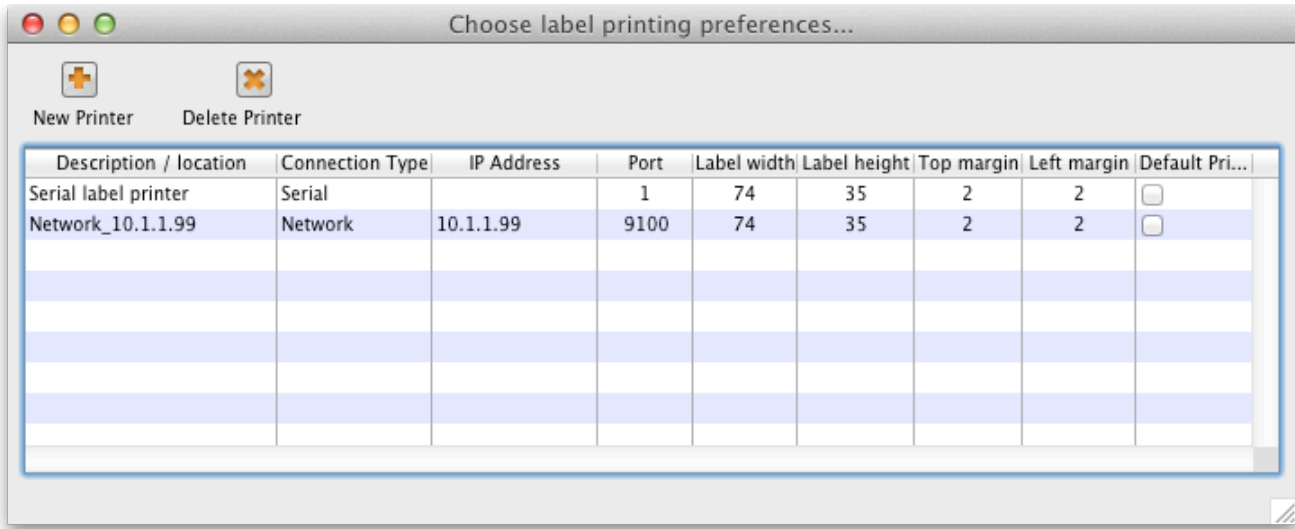 Choose label printing preferences...
New Printer Delete Printer
Description / location Connection Type IP Address Port Label width Label height Top margin Left margin Default Pri...
Serial label printer Serial 1 74 35 2 2
Network_10.1.1.99 Network 10.1.1.99 9100 74 35 2 2